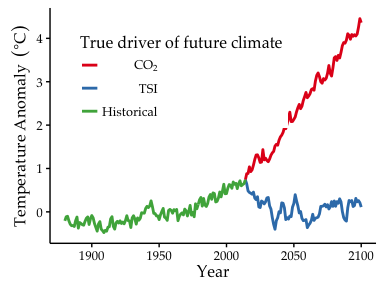 True driver of future climate
CO₂
TSI
Historical
Temperature Anomaly (°C)
4
3
2
1
0
1900
1950
2000
2050
2100
Year